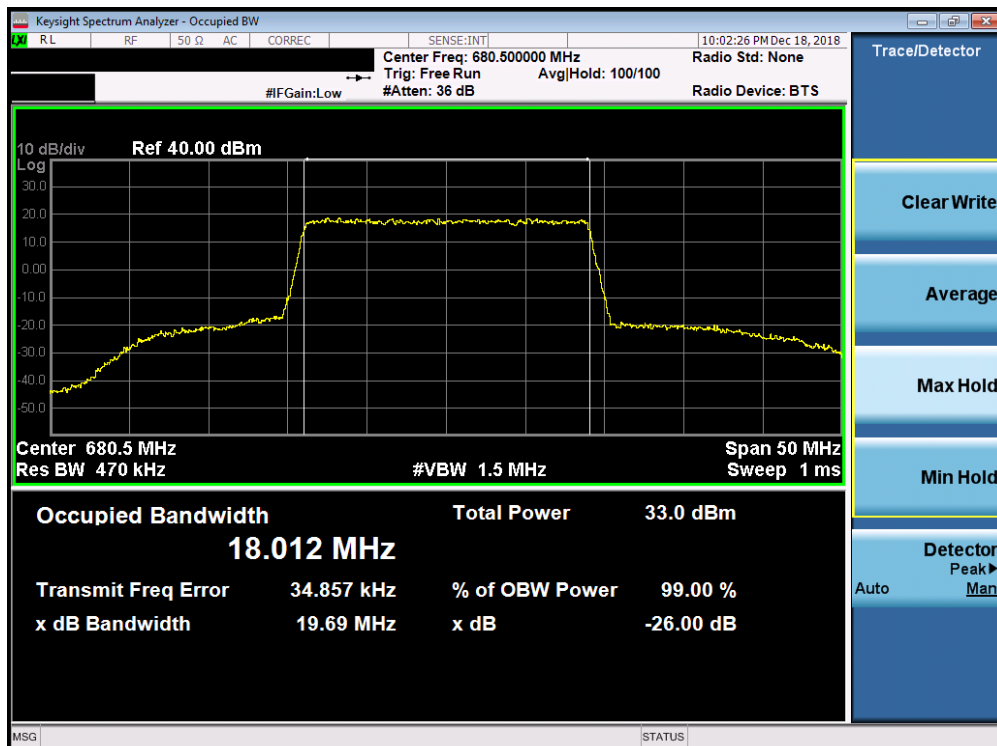 Keysight Spectrum Analyzer - Occupied BW
LXI RL RF 50 Ω AC CORREC SENSE:INT 10:02:26 PM Dec 18, 2018
Center Freq: 680.500000 MHz Radio Std: None
Trig: Free Run Avg|Hold: 100/100
#IFGain:Low #Atten: 36 dB Radio Device: BTS
10 dB/div Ref 40.00 dBm
Log
30.0
20.0
10.0
0.00
-10.0
-20.0
-30.0
-40.0
-50.0
Center 680.5 MHz Span 50 MHz
Res BW 470 kHz #VBW 1.5 MHz Sweep 1 ms
Occupied Bandwidth Total Power 33.0 dBm
18.012 MHz
Transmit Freq Error 34.857 kHz % of OBW Power 99.00 %
x dB Bandwidth 19.69 MHz x dB -26.00 dB
MSG STATUS
Trace/Detector
Clear Write
Average
Max Hold
Min Hold
Detector
Peak▶
Auto Man